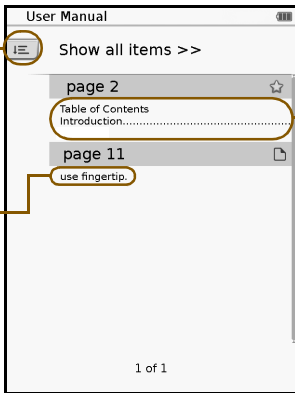 User Manual
Show all items >>
page 2
Table of Contents
Introduction..........................................................
page 11
use fingertip.
1 of 1